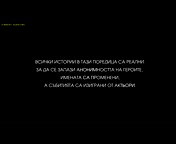 ВСИЧКИ ИСТОРИИ В ТАЗИ ПОРЕДИЦА СА РЕАЛНИ
ЗА ДА СЕ ЗАПАЗИ АНОНИМНОСТТА НА ГЕРОИТЕ,
ИМЕНАТА СА ПРОМЕНЕНИ,
А СЪБИТИЯТА СА ИЗИГРАНИ ОТ АКТЬОРИ